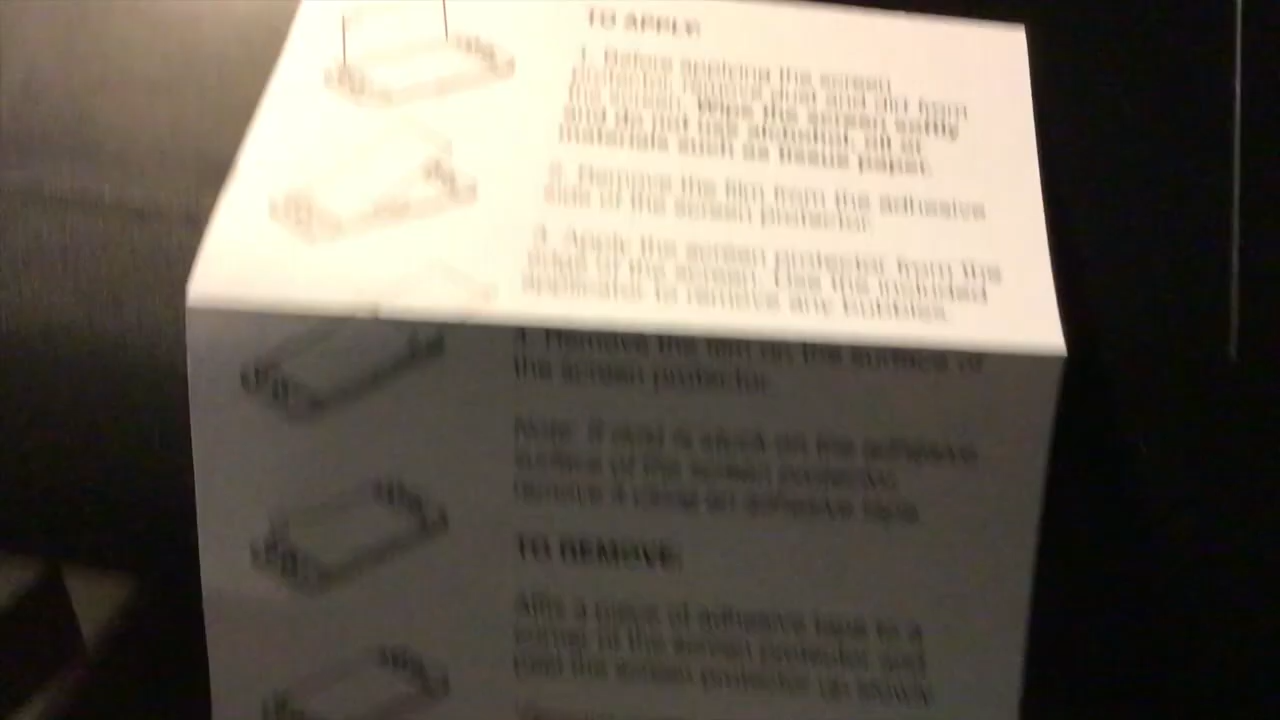 TO APPLY:
1. Before applying the screen
protector, remove dust and dirt from
the screen. Wipe the screen softly
and do not use alcohol, oil or
materials such as tissue paper.
2. Remove the film from the adhesive
side of the screen protector.
3. Apply the screen protector from the
edge of the screen. Use the included
applicator to remove any bubbles.
4. Remove the film on the surface of
the screen protector.
Note: If dust is stuck on the adhesive
surface of the screen protector,
remove it using an adhesive tape.
TO REMOVE:
Affix a piece of adhesive tape to a
corner of the screen protector and
peel the screen protector up slowly.